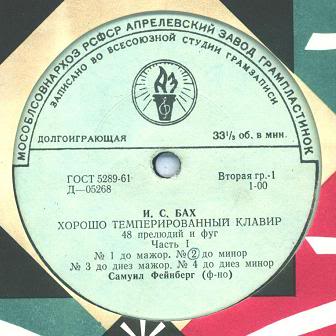 МОСОБЛСОВНАРХОЗ РСФСР АПРЕЛЕВСКИЙ ЗАВОД ГРАМПЛАСТИНОК
ЗАПИСАНО ВО ВСЕСОЮЗНОЙ СТУДИИ ГРАМЗАПИСИ
ДОЛГОИГРАЮЩАЯ 33⅓ об. в мин.
ГОСТ 5289-61 Вторая гр.-1
Д—05268 1-00
И. С. БАХ
ХОРОШО ТЕМПЕРИРОВАННЫЙ КЛАВИР
48 прелюдий и фуг
Часть I
№ 1 до мажор, № 2 до минор
№ 3 до диез мажор, № 4 до диез минор
Самуил Фейнберг (ф-но)